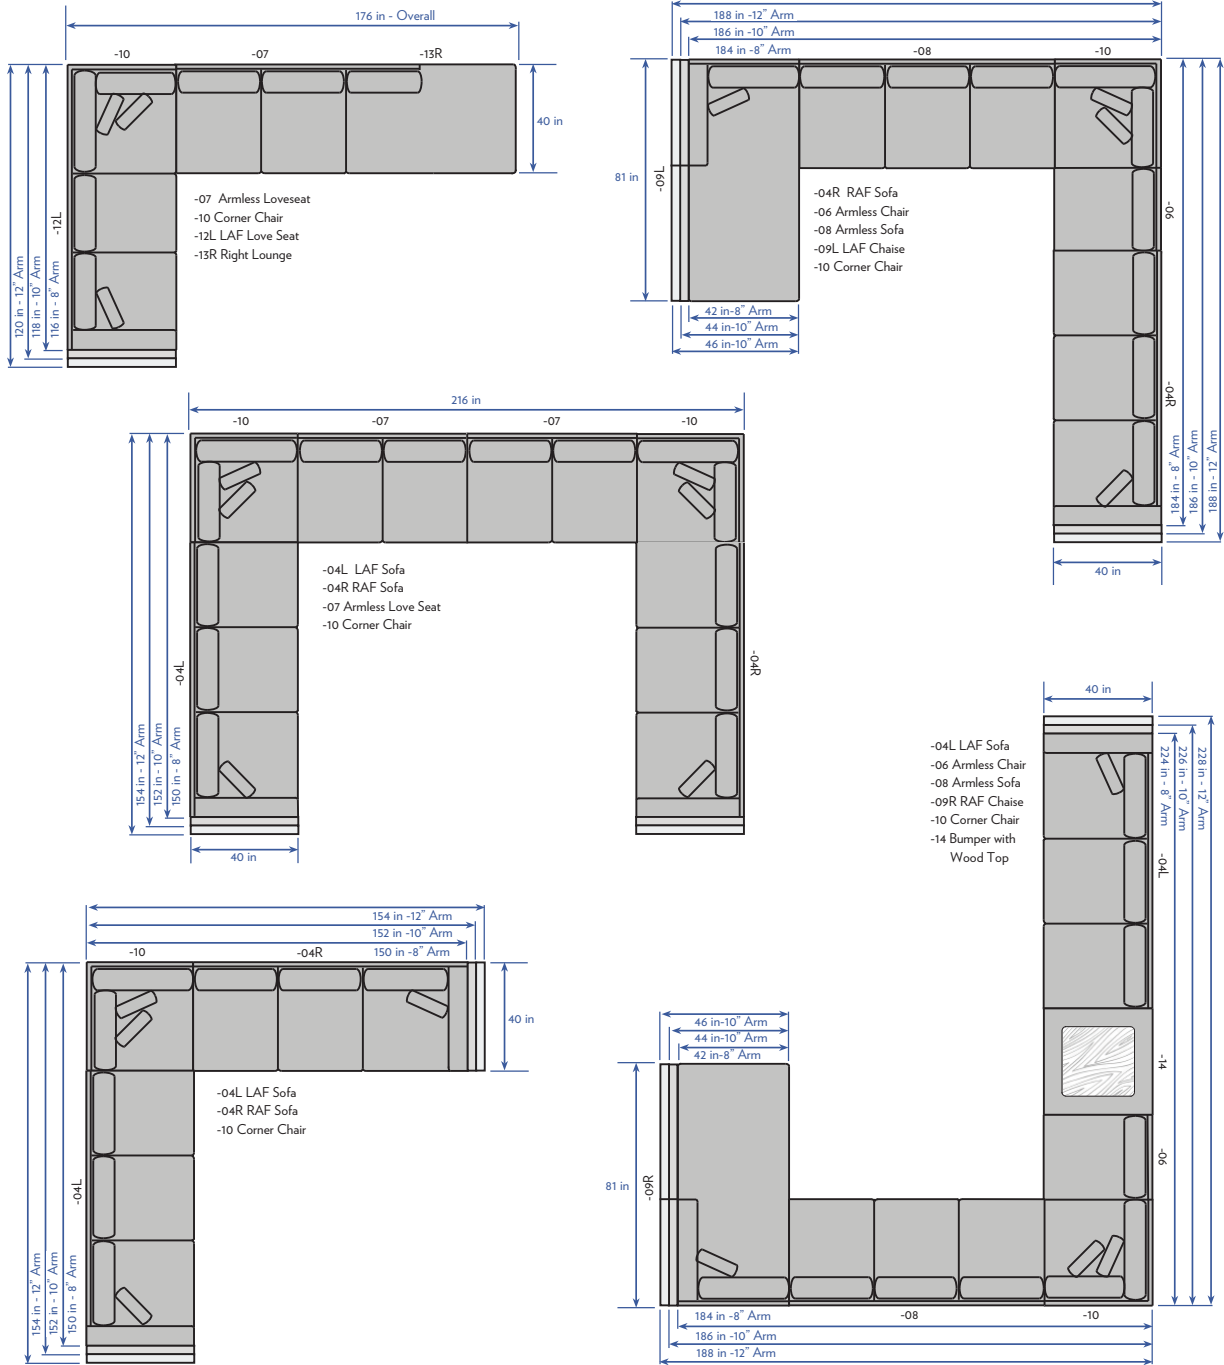 176 in - Overall
-10
-07
-13R
40 in
-12L
120 in - 12" Arm
118 in - 10" Arm
116 in - 8" Arm
-07 Armless Loveseat
-10 Corner Chair
-12L LAF Love Seat
-13R Right Lounge
188 in -12" Arm
186 in -10" Arm
184 in -8" Arm
-08
-10
81 in
-09L
-04R RAF Sofa
-06 Armless Chair
-08 Armless Sofa
-09L LAF Chaise
-10 Corner Chair
-06
-04R
42 in-8" Arm
44 in-10" Arm
46 in-10" Arm
184 in - 8" Arm
186 in - 10" Arm
188 in - 12" Arm
40 in
216 in
-10
-07
-07
-10
-04L LAF Sofa
-04R RAF Sofa
-07 Armless Love Seat
-10 Corner Chair
-04L
-04R
154 in - 12" Arm
152 in - 10" Arm
150 in - 8" Arm
40 in
40 in
-04L LAF Sofa
-06 Armless Chair
-08 Armless Sofa
-09R RAF Chaise
-10 Corner Chair
-14 Bumper with
Wood Top
224 in - 8" Arm
226 in - 10" Arm
228 in - 12" Arm
-04L
-14
-06
46 in-10" Arm
44 in-10" Arm
42 in-8" Arm
81 in
-09R
184 in -8" Arm
-08
-10
186 in -10" Arm
188 in -12" Arm
154 in -12" Arm
152 in -10" Arm
-10
-04R
150 in -8" Arm
40 in
-04L LAF Sofa
-04R RAF Sofa
-10 Corner Chair
-04L
154 in - 12" Arm
152 in - 10" Arm
150 in - 8" Arm